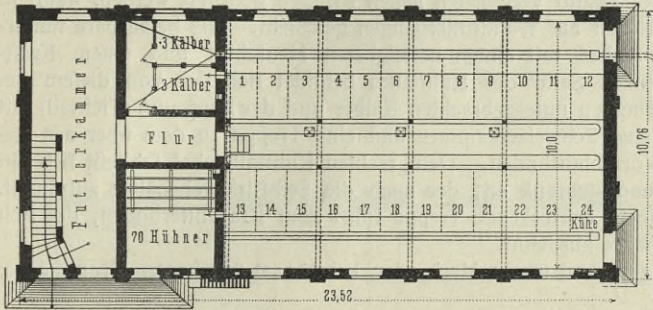 3 Kälber
3 Kälber
Futterkammer
Flur
70 Hühner
1 2 3 4 5 6 7 8 9 10 11 12
13 14 15 16 17 18 19 20 21 22 23 24
Kühe
10,0
10,76
23,52